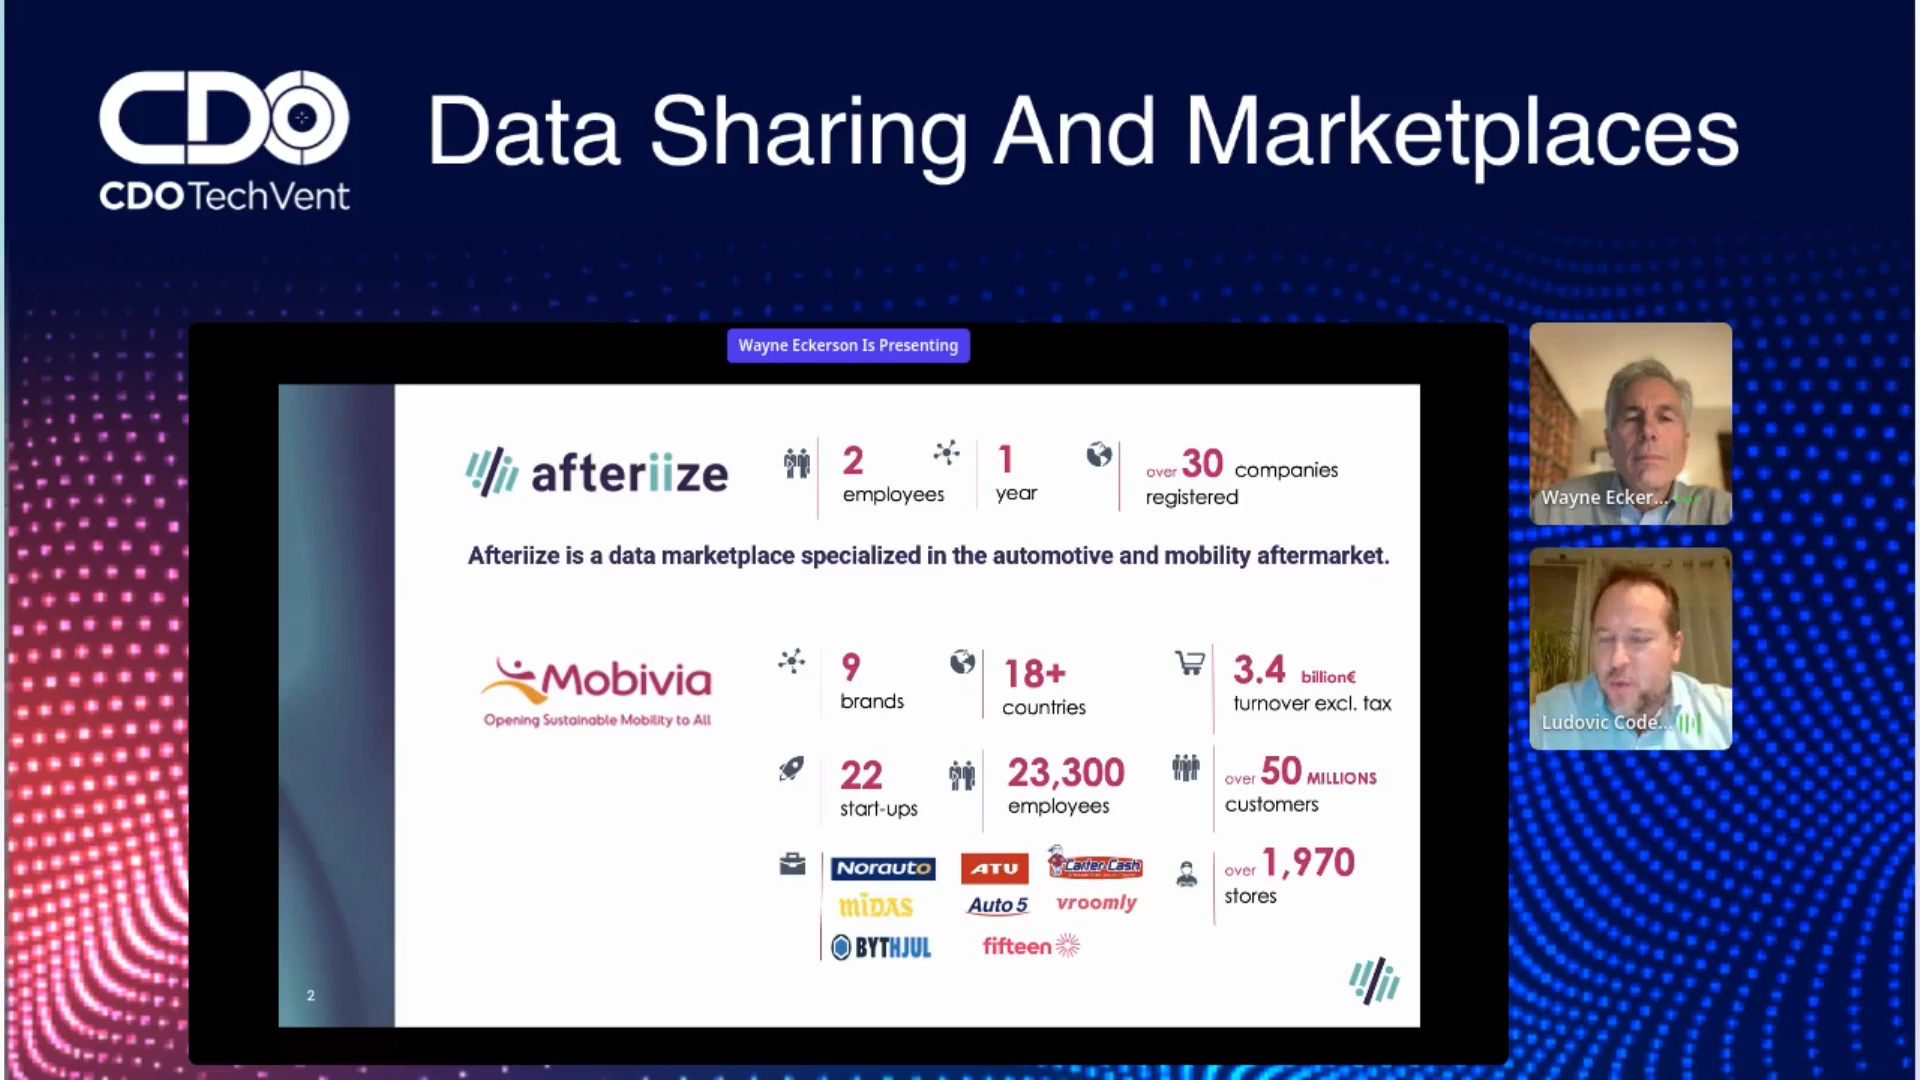 CDO
CDO TechVent
Data Sharing And Marketplaces
Wayne Eckerson Is Presenting
afteriize
2
employees
1
year
over 30 companies
registered
Afteriize is a data marketplace specialized in the automotive and mobility aftermarket.
Mobivia
Opening Sustainable Mobility to All
9
brands
18+
countries
3.4 billion€
turnover excl. tax
22
start-ups
23,300
employees
over 50 MILLIONS
customers
Norauto
ATU
Carter-Cash
MiDAS
Auto 5
vroomly
BYTHJUL
fifteen
over 1,970
stores
2
Wayne Ecker...
Ludovic Code...